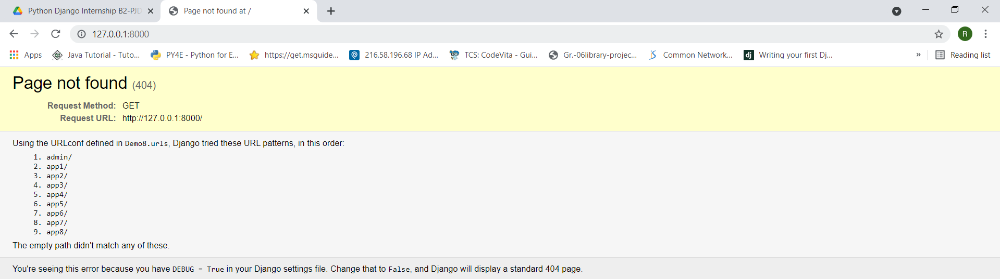 Python Django Internship B2-PJD
Page not found at /
127.0.0.1:8000
R
Apps
Java Tutorial - Tuto...
PY4E - Python for E...
https://get.msguide...
216.58.196.68 IP Ad...
TCS: CodeVita - Gui...
Gr.-06library-projec...
Common Network...
dj
Writing your first Dj...
»
Reading list
Page not found (404)
Request Method: GET
Request URL: http://127.0.0.1:8000/
Using the URLconf defined in Demo8.urls, Django tried these URL patterns, in this order:
1. admin/
2. app1/
3. app2/
4. app3/
5. app4/
6. app5/
7. app6/
8. app7/
9. app8/
The empty path didn't match any of these.
You're seeing this error because you have DEBUG = True in your Django settings file. Change that to False, and Django will display a standard 404 page.